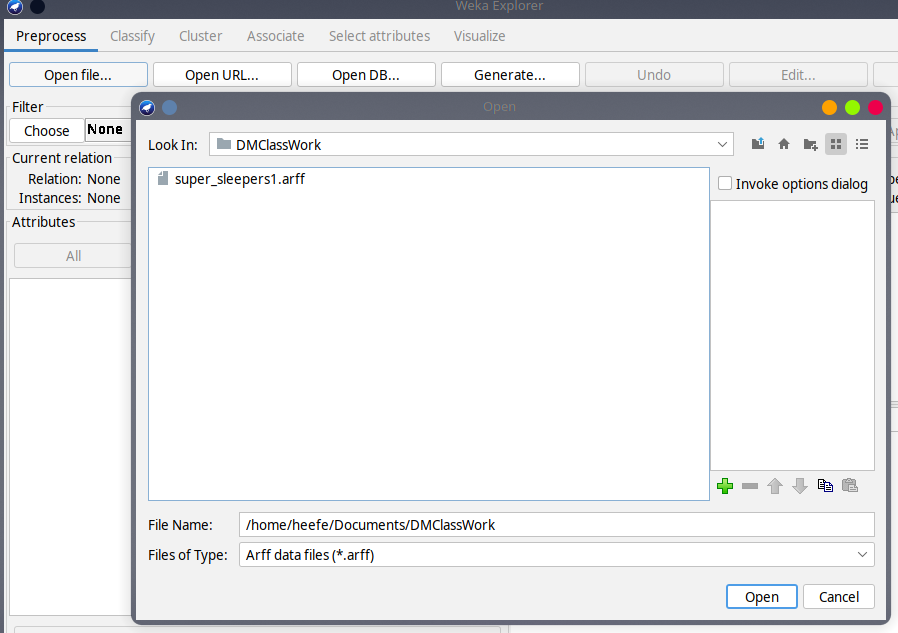 Weka Explorer
Preprocess Classify Cluster Associate Select attributes Visualize
Open file... Open URL... Open DB... Generate... Undo Edit...
Filter
Open
Choose None
Look In: DMClassWork
Current relation
Relation: None
Instances: None
super_sleepers1.arff
Invoke options dialog
Attributes
All
File Name: /home/heefe/Documents/DMClassWork
Files of Type: Arff data files (*.arff)
Open Cancel